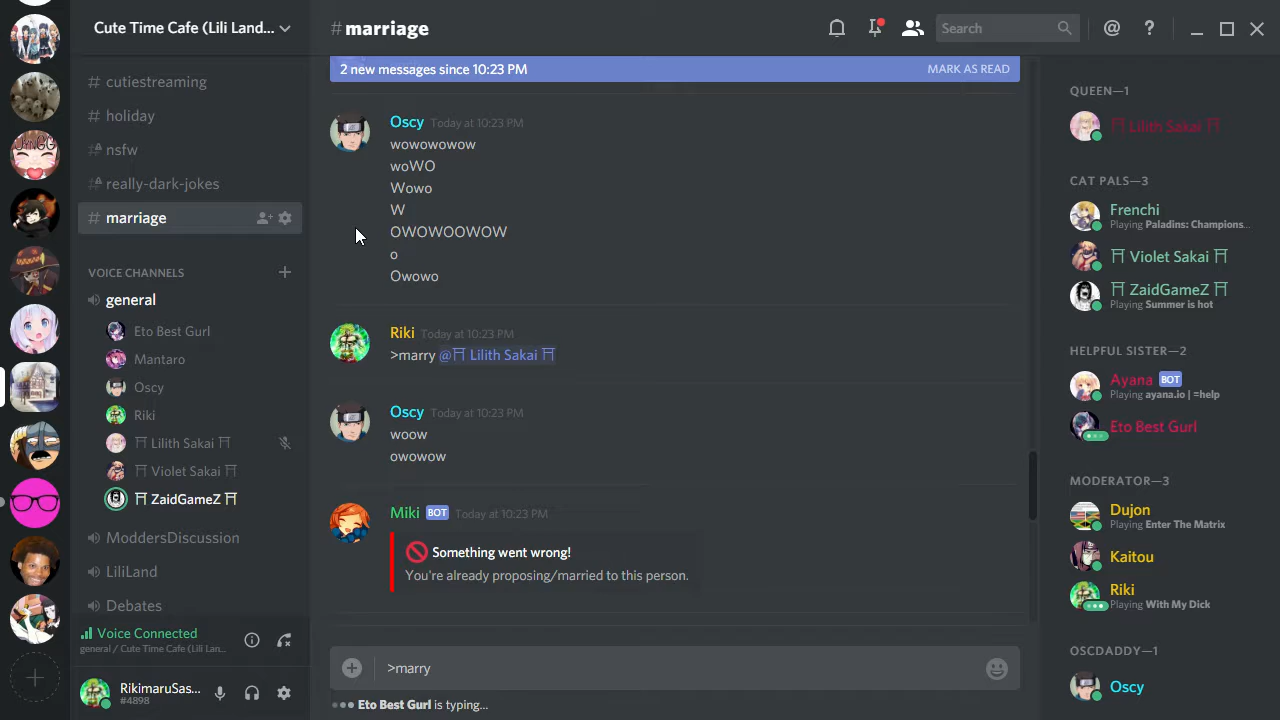 Cute Time Cafe (Lili Land...
# cutiestreaming
# holiday
# nsfw
# really-dark-jokes
# marriage
VOICE CHANNELS
general
Eto Best Gurl
Mantaro
Oscy
Riki
⛩ Lilith Sakai ⛩
⛩ Violet Sakai ⛩
⛩ ZaidGameZ ⛩
ModdersDiscussion
LiliLand
Debates
Voice Connected
general / Cute Time Cafe (Lili Lan...
RikimaruSas...
#4898
# marriage
Search
2 new messages since 10:23 PM
MARK AS READ
Oscy Today at 10:23 PM
wowowowow
woWO
Wowo
W
OWOWOOWOW
o
Owowo
Riki Today at 10:23 PM
>marry @⛩ Lilith Sakai ⛩
Oscy Today at 10:23 PM
woow
owowow
Miki BOT Today at 10:23 PM
Something went wrong!
You're already proposing/married to this person.
>marry
Eto Best Gurl is typing...
QUEEN—1
⛩ Lilith Sakai ⛩
CAT PALS—3
Frenchi
Playing Paladins: Champions...
⛩ Violet Sakai ⛩
⛩ ZaidGameZ ⛩
Playing Summer is hot
HELPFUL SISTER—2
Ayana BOT
Playing ayana.io | =help
Eto Best Gurl
MODERATOR—3
Dujon
Playing Enter The Matrix
Kaitou
Riki
Playing With My Dick
OSCDADDY—1
Oscy